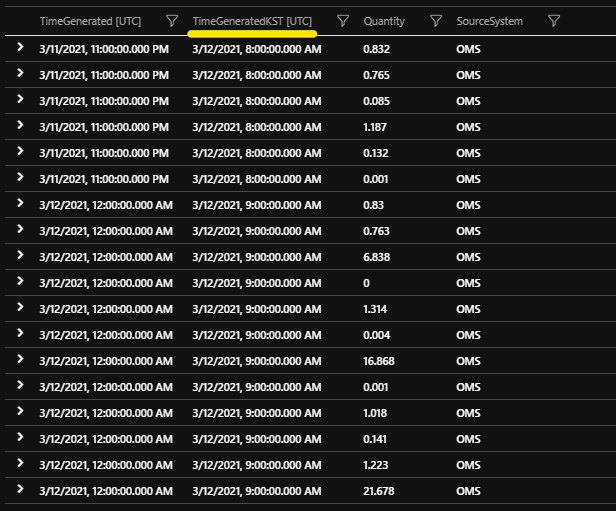 TimeGenerated [UTC] TimeGeneratedKST [UTC] Quantity SourceSystem
3/11/2021, 11:00:00.000 PM 3/12/2021, 8:00:00.000 AM 0.832 OMS
3/11/2021, 11:00:00.000 PM 3/12/2021, 8:00:00.000 AM 0.765 OMS
3/11/2021, 11:00:00.000 PM 3/12/2021, 8:00:00.000 AM 0.085 OMS
3/11/2021, 11:00:00.000 PM 3/12/2021, 8:00:00.000 AM 1.187 OMS
3/11/2021, 11:00:00.000 PM 3/12/2021, 8:00:00.000 AM 0.132 OMS
3/11/2021, 11:00:00.000 PM 3/12/2021, 8:00:00.000 AM 0.001 OMS
3/12/2021, 12:00:00.000 AM 3/12/2021, 9:00:00.000 AM 0.83 OMS
3/12/2021, 12:00:00.000 AM 3/12/2021, 9:00:00.000 AM 0.763 OMS
3/12/2021, 12:00:00.000 AM 3/12/2021, 9:00:00.000 AM 6.838 OMS
3/12/2021, 12:00:00.000 AM 3/12/2021, 9:00:00.000 AM 0 OMS
3/12/2021, 12:00:00.000 AM 3/12/2021, 9:00:00.000 AM 1.314 OMS
3/12/2021, 12:00:00.000 AM 3/12/2021, 9:00:00.000 AM 0.004 OMS
3/12/2021, 12:00:00.000 AM 3/12/2021, 9:00:00.000 AM 16.868 OMS
3/12/2021, 12:00:00.000 AM 3/12/2021, 9:00:00.000 AM 0.001 OMS
3/12/2021, 12:00:00.000 AM 3/12/2021, 9:00:00.000 AM 1.018 OMS
3/12/2021, 12:00:00.000 AM 3/12/2021, 9:00:00.000 AM 0.141 OMS
3/12/2021, 12:00:00.000 AM 3/12/2021, 9:00:00.000 AM 1.223 OMS
3/12/2021, 12:00:00.000 AM 3/12/2021, 9:00:00.000 AM 21.678 OMS